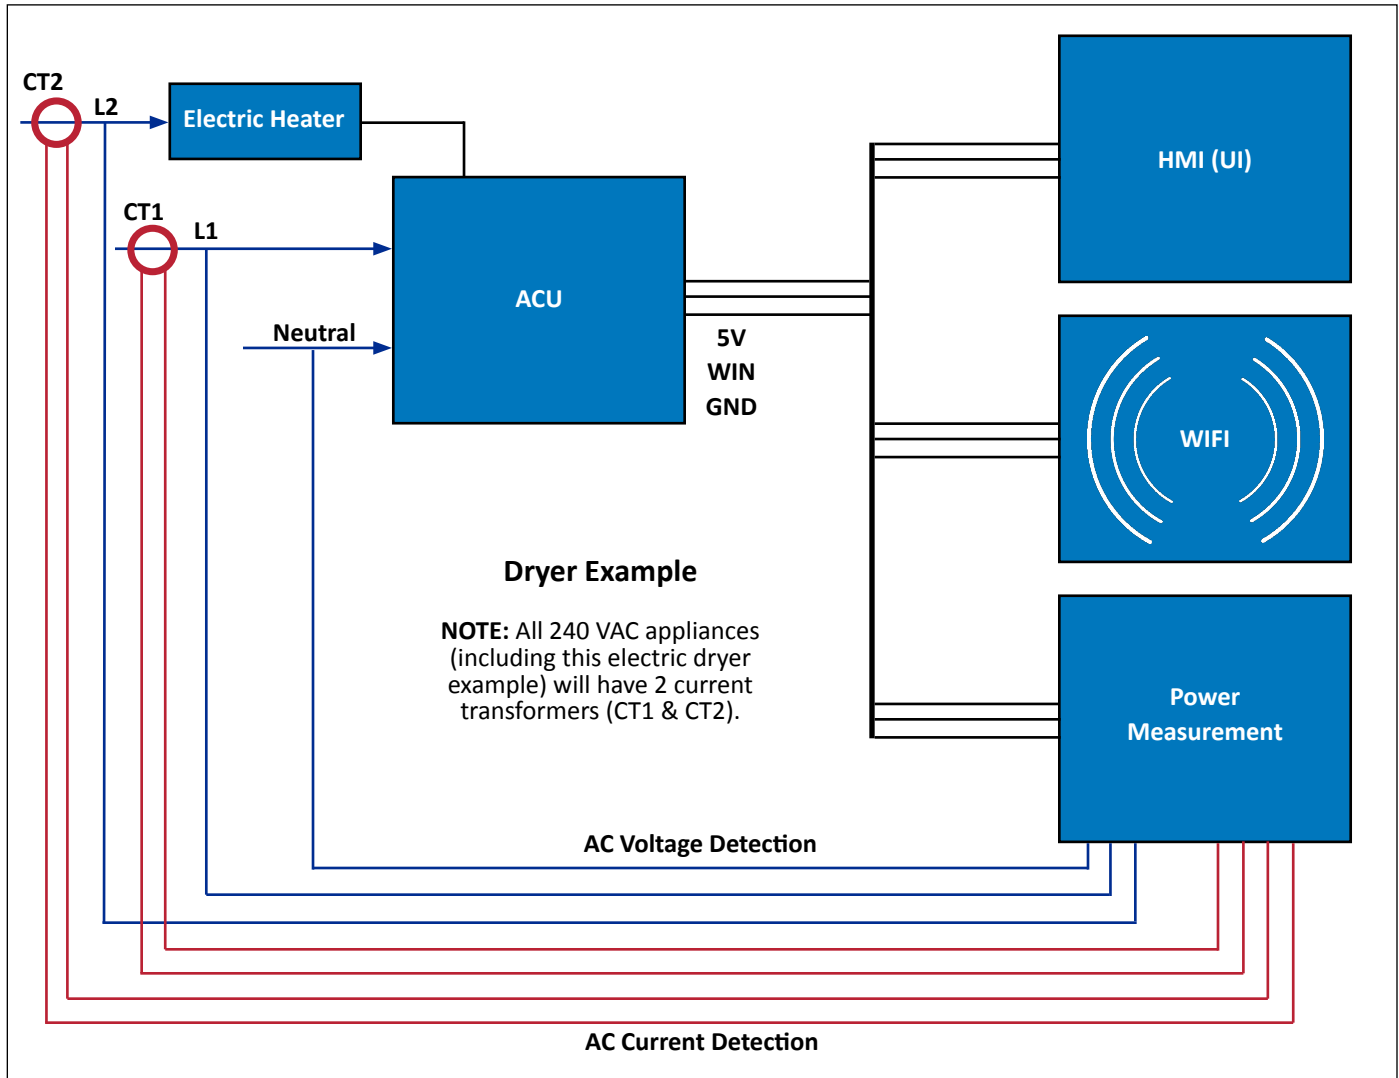 CT2
L2
Electric Heater
HMI (UI)
CT1
L1
ACU
Neutral
5V
WIN
GND
WIFI
Dryer Example
NOTE: All 240 VAC appliances
(including this electric dryer
example) will have 2 current
transformers (CT1 & CT2).
Power
Measurement
AC Voltage Detection
AC Current Detection